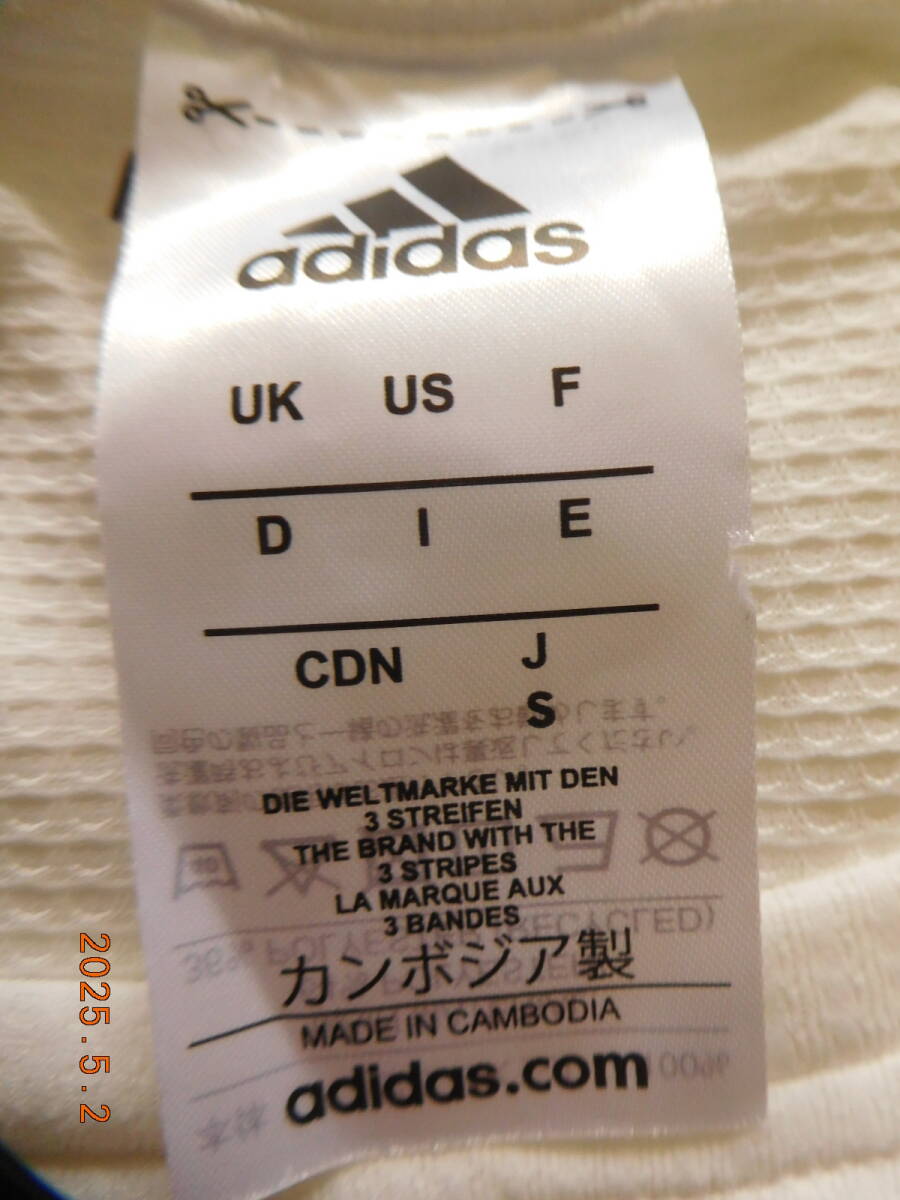 adidas
UK US F
D I E
CDN J
S
DIE WELTMARKE MIT DEN
3 STREIFEN
THE BRAND WITH THE
3 STRIPES
LA MARQUE AUX
3 BANDES
カンボジア製
MADE IN CAMBODIA
adidas.com
2025.5.2